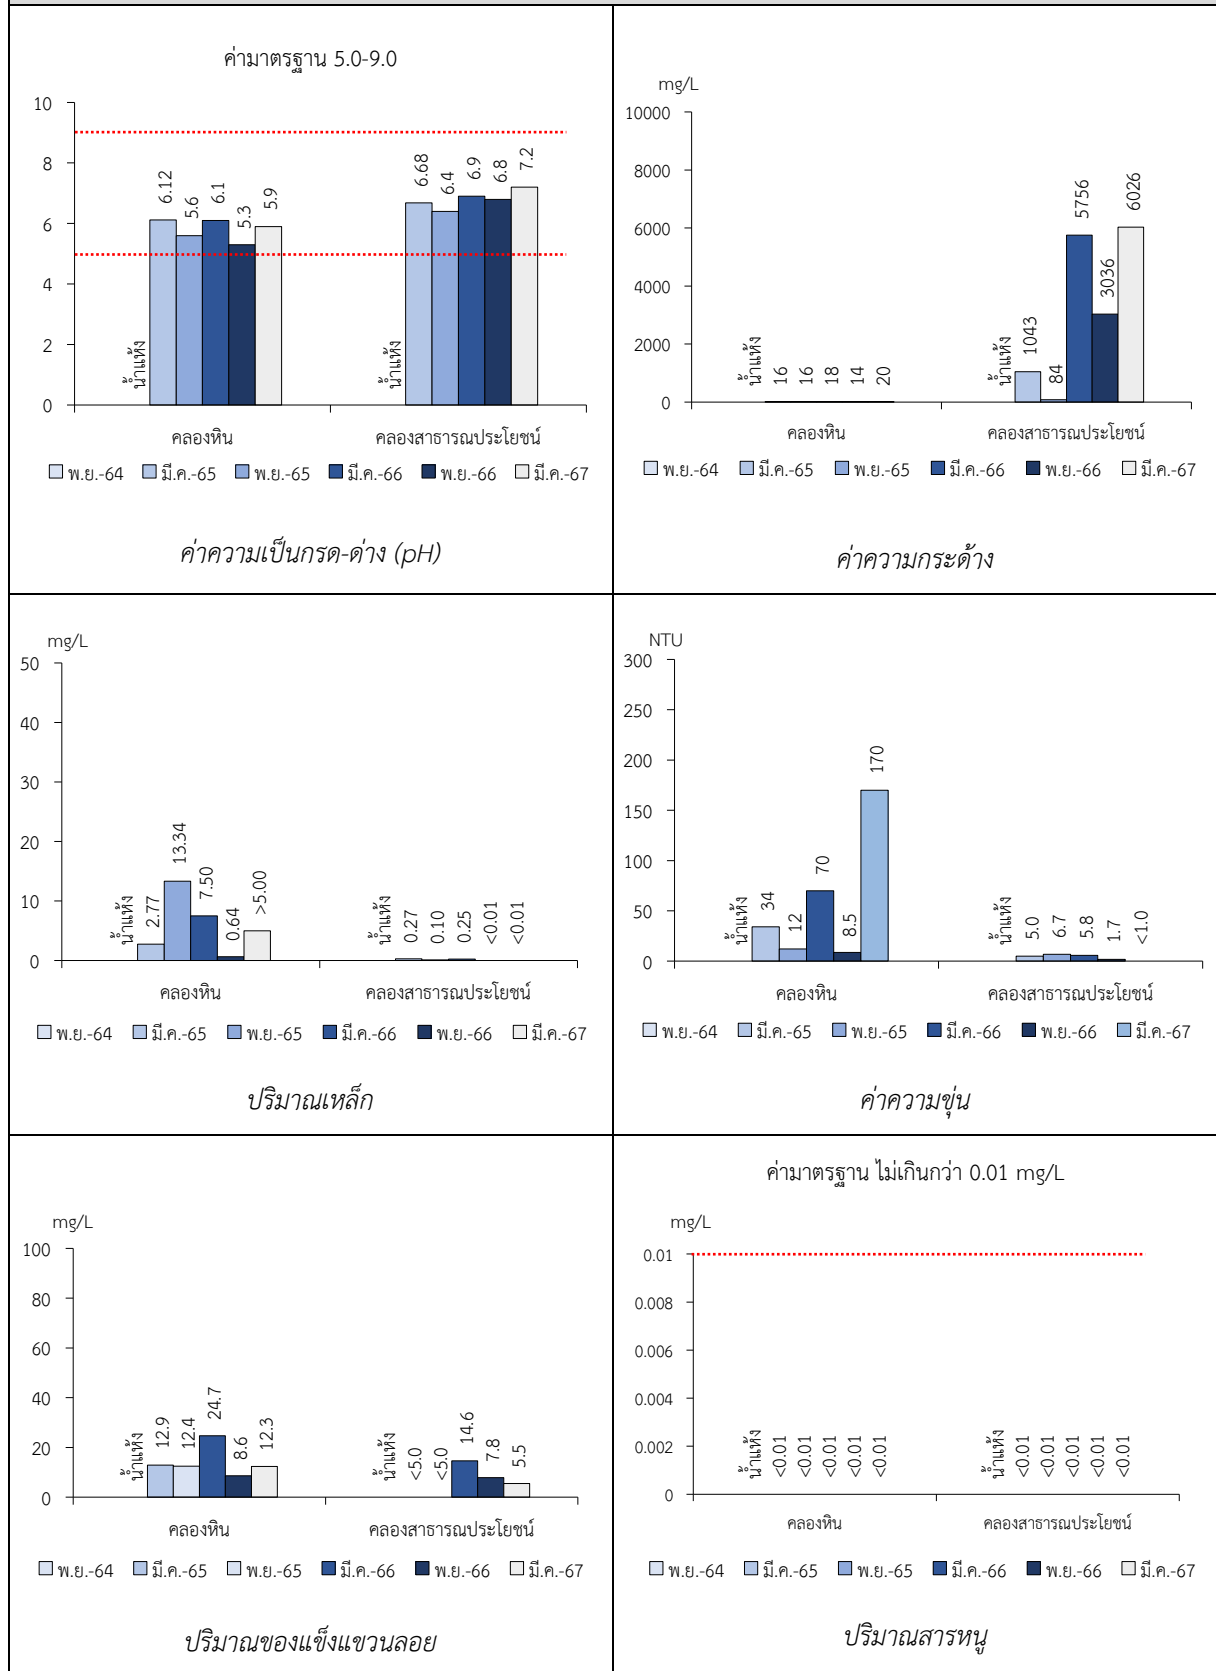 ค่ามาตรฐาน 5.0-9.0
10
8
6
4
2
0
น้ำแห้ง
6.12
5.6
6.1
5.3
5.9
น้ำแห้ง
6.68
6.4
6.9
6.8
7.2
คลองหิน
คลองสาธารณประโยชน์
พ.ย.-64 มี.ค.-65 พ.ย.-65 มี.ค.-66 พ.ย.-66 มี.ค.-67
ค่าความเป็นกรด-ด่าง (pH)
mg/L
10000
8000
6000
4000
2000
0
น้ำแห้ง
16
16
18
14
20
น้ำแห้ง
1043
84
5756
3036
6026
คลองหิน
คลองสาธารณประโยชน์
พ.ย.-64 มี.ค.-65 พ.ย.-65 มี.ค.-66 พ.ย.-66 มี.ค.-67
ค่าความกระด้าง
mg/L
50
40
30
20
10
0
น้ำแห้ง
2.77
13.34
7.50
0.64
>5.00
น้ำแห้ง
0.27
0.10
0.25
<0.01
<0.01
คลองหิน
คลองสาธารณประโยชน์
พ.ย.-64 มี.ค.-65 พ.ย.-65 มี.ค.-66 พ.ย.-66 มี.ค.-67
ปริมาณเหล็ก
NTU
300
250
200
150
100
50
0
น้ำแห้ง
34
12
70
8.5
170
น้ำแห้ง
5.0
6.7
5.8
1.7
<1.0
คลองหิน
คลองสาธารณประโยชน์
พ.ย.-64 มี.ค.-65 พ.ย.-65 มี.ค.-66 พ.ย.-66 มี.ค.-67
ค่าความขุ่น
mg/L
100
80
60
40
20
0
น้ำแห้ง
12.9
12.4
24.7
8.6
12.3
น้ำแห้ง
<5.0
<5.0
14.6
7.8
5.5
คลองหิน
คลองสาธารณประโยชน์
พ.ย.-64 มี.ค.-65 พ.ย.-65 มี.ค.-66 พ.ย.-66 มี.ค.-67
ปริมาณของแข็งแขวนลอย
ค่ามาตรฐาน ไม่เกินกว่า 0.01 mg/L
mg/L
0.01
0.008
0.006
0.004
0.002
0
น้ำแห้ง
<0.01
<0.01
<0.01
<0.01
<0.01
น้ำแห้ง
<0.01
<0.01
<0.01
<0.01
<0.01
คลองหิน
คลองสาธารณประโยชน์
พ.ย.-64 มี.ค.-65 พ.ย.-65 มี.ค.-66 พ.ย.-66 มี.ค.-67
ปริมาณสารหนู